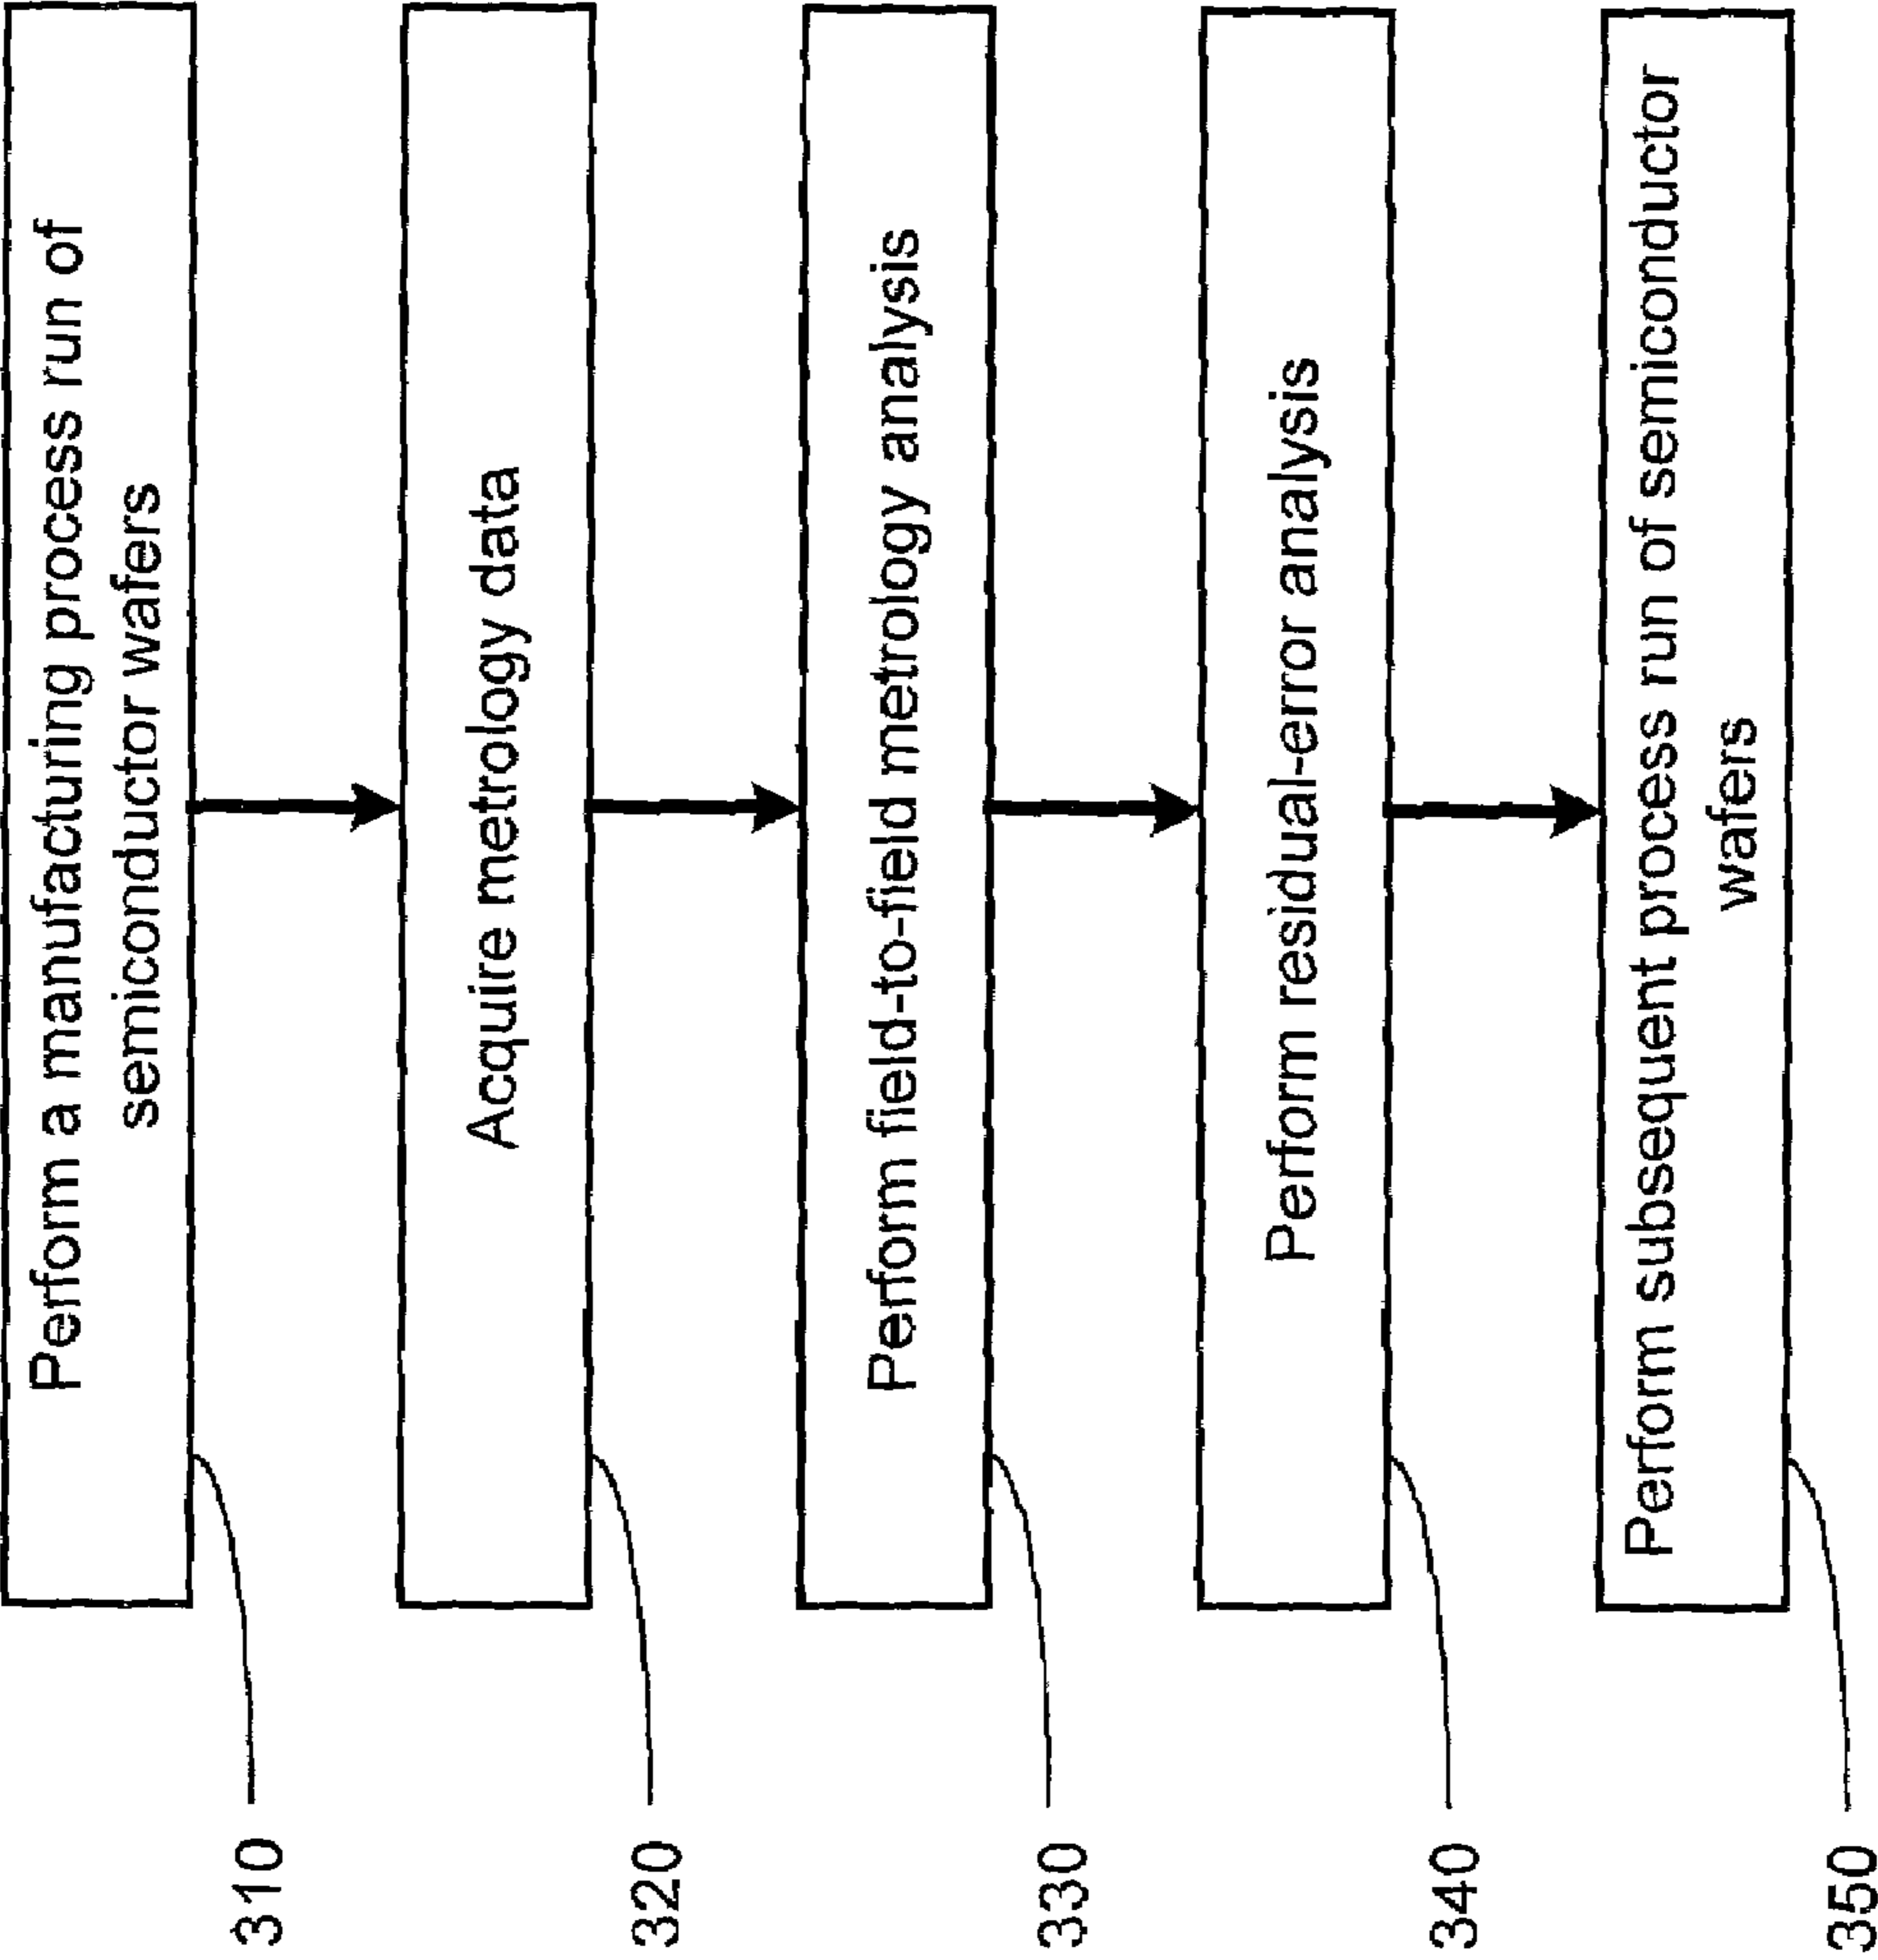 Perform a manufacturing process run of
semiconductor wafers
310
Acquire metrology data
320
Perform field-to-field metrology analysis
330
Perform residual-error analysis
340
Perform subsequent process run of semiconductor
wafers
350